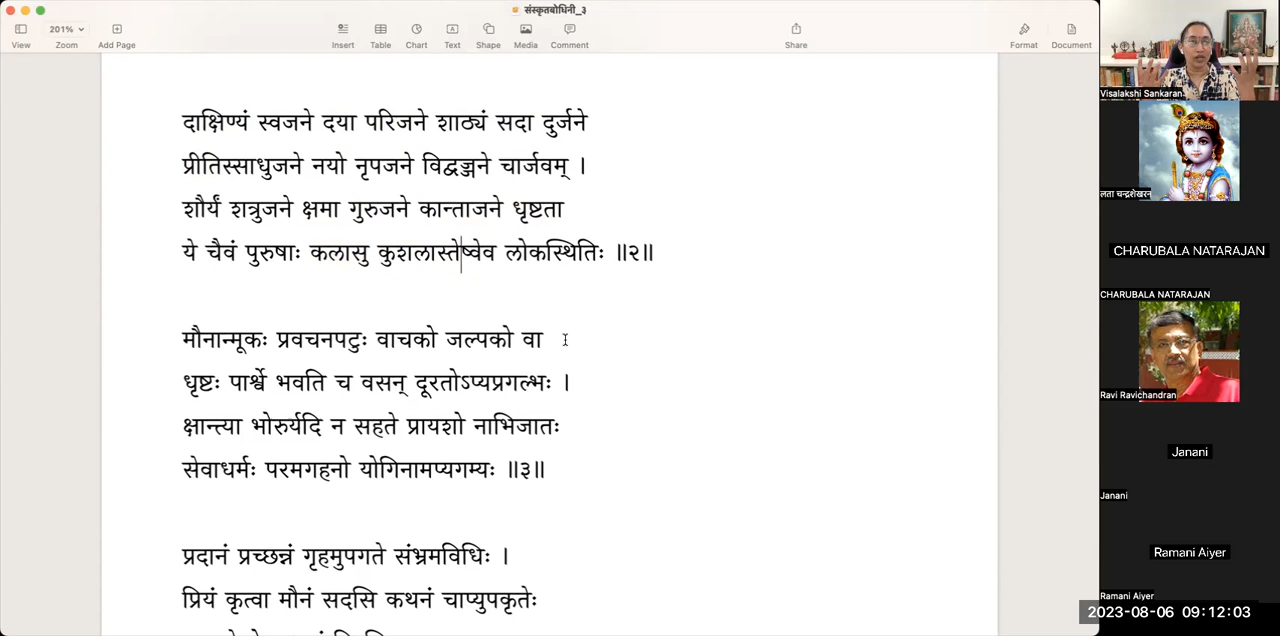 संस्कृतबोधिनी_३
View
201%
Zoom
Add Page
Insert
Table
Chart
Text
Shape
Media
Comment
Share
Format
Document
दाक्षिण्यं स्वजने दया परिजने शाठ्यं सदा दुर्जने
प्रीतिस्साधुजने नयो नृपजने विद्वज्जने चार्जवम् ।
शौर्यं शत्रुजने क्षमा गुरुजने कान्ताजने धृष्टता
ये चैवं पुरुषाः कलासु कुशलास्तेष्वेव लोकस्थितिः ॥२॥
मौनान्मूकः प्रवचनपटुः वाचको जल्पको वा
धृष्टः पार्श्वे भवति च वसन् दूरतोऽप्यप्रगल्भः ।
क्षान्त्या भोरुर्यदि न सहते प्रायशो नाभिजातः
सेवाधर्मः परमगहनो योगिनामप्यगम्यः ॥३॥
प्रदानं प्रच्छन्नं गृहमुपगते संभ्रमविधिः ।
प्रियं कृत्वा मौनं सदसि कथनं चाप्युपकृतेः
Visalakshi Sankaran
लता चन्द्रशेखरन
CHARUBALA NATARAJAN
CHARUBALA NATARAJAN
Ravi Ravichandran
Janani
Janani
Ramani Aiyer
Ramani Aiyer
2023-08-06 09:12:03